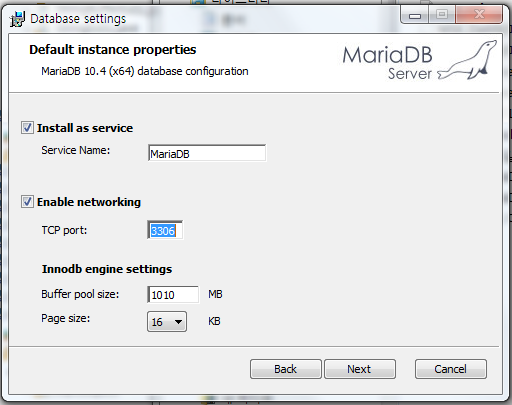 Database settings
Default instance properties
MariaDB 10.4 (x64) database configuration
MariaDB
Server
Install as service
Service Name: MariaDB
Enable networking
TCP port: 3306
Innodb engine settings
Buffer pool size: 1010 MB
Page size: 16 KB
Back Next Cancel